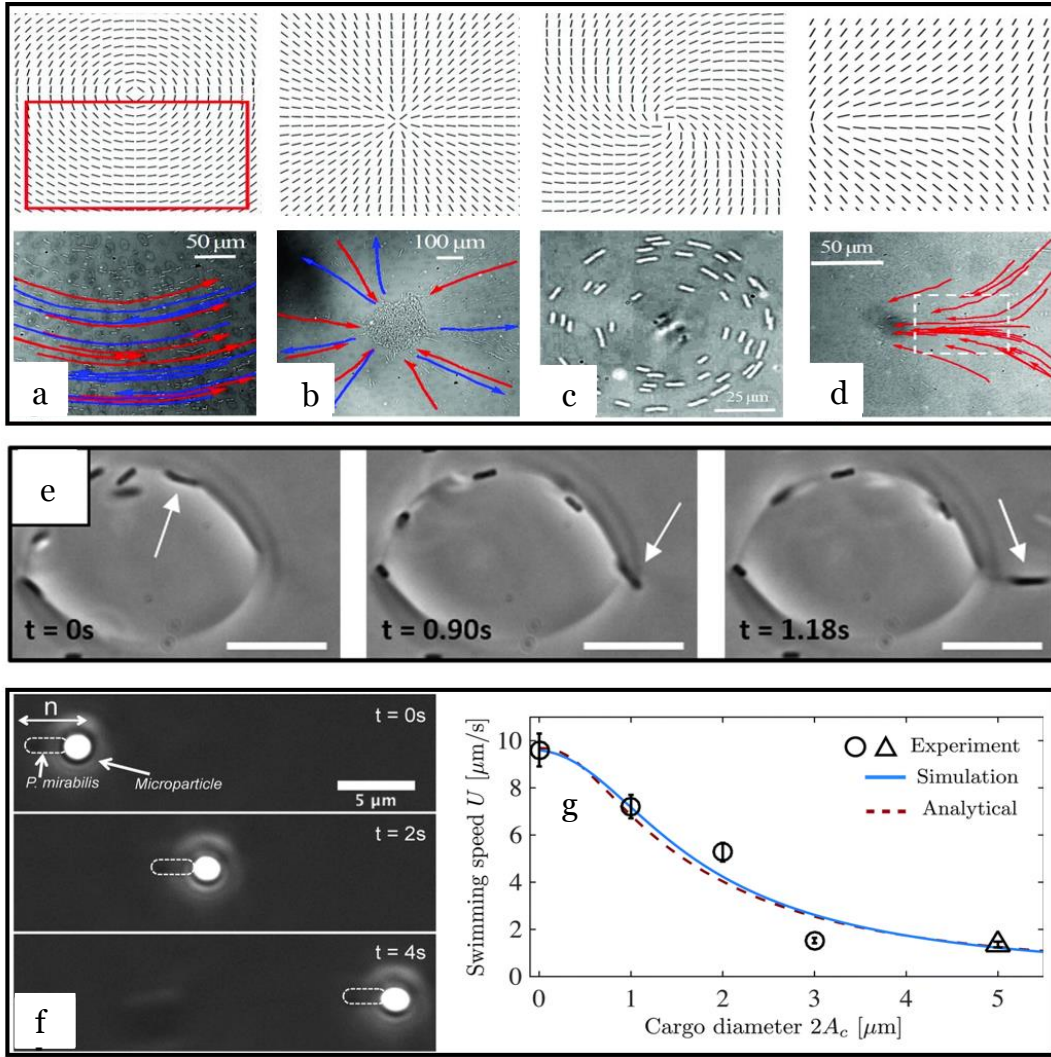 50 μm
100 μm
50 μm
25 μm
a
b
c
d
e
t = 0s
t = 0.90s
t = 1.18s
n
t = 0s
P. mirabilis
Microparticle
5 μm
t = 2s
t = 4s
f
Swimming speed U [μm/s]
10
8
6
4
2
0
g
Experiment
Simulation
Analytical
0 1 2 3 4 5
Cargo diameter 2A_c [μm]